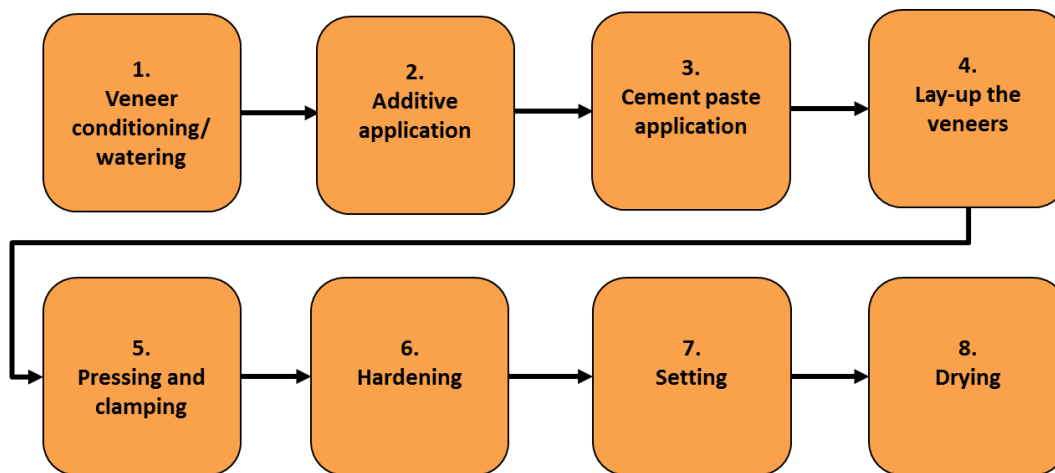 1.
Veneer
conditioning/
watering
2.
Additive
application
3.
Cement paste
application
4.
Lay-up the
veneers
5.
Pressing and
clamping
6.
Hardening
7.
Setting
8.
Drying